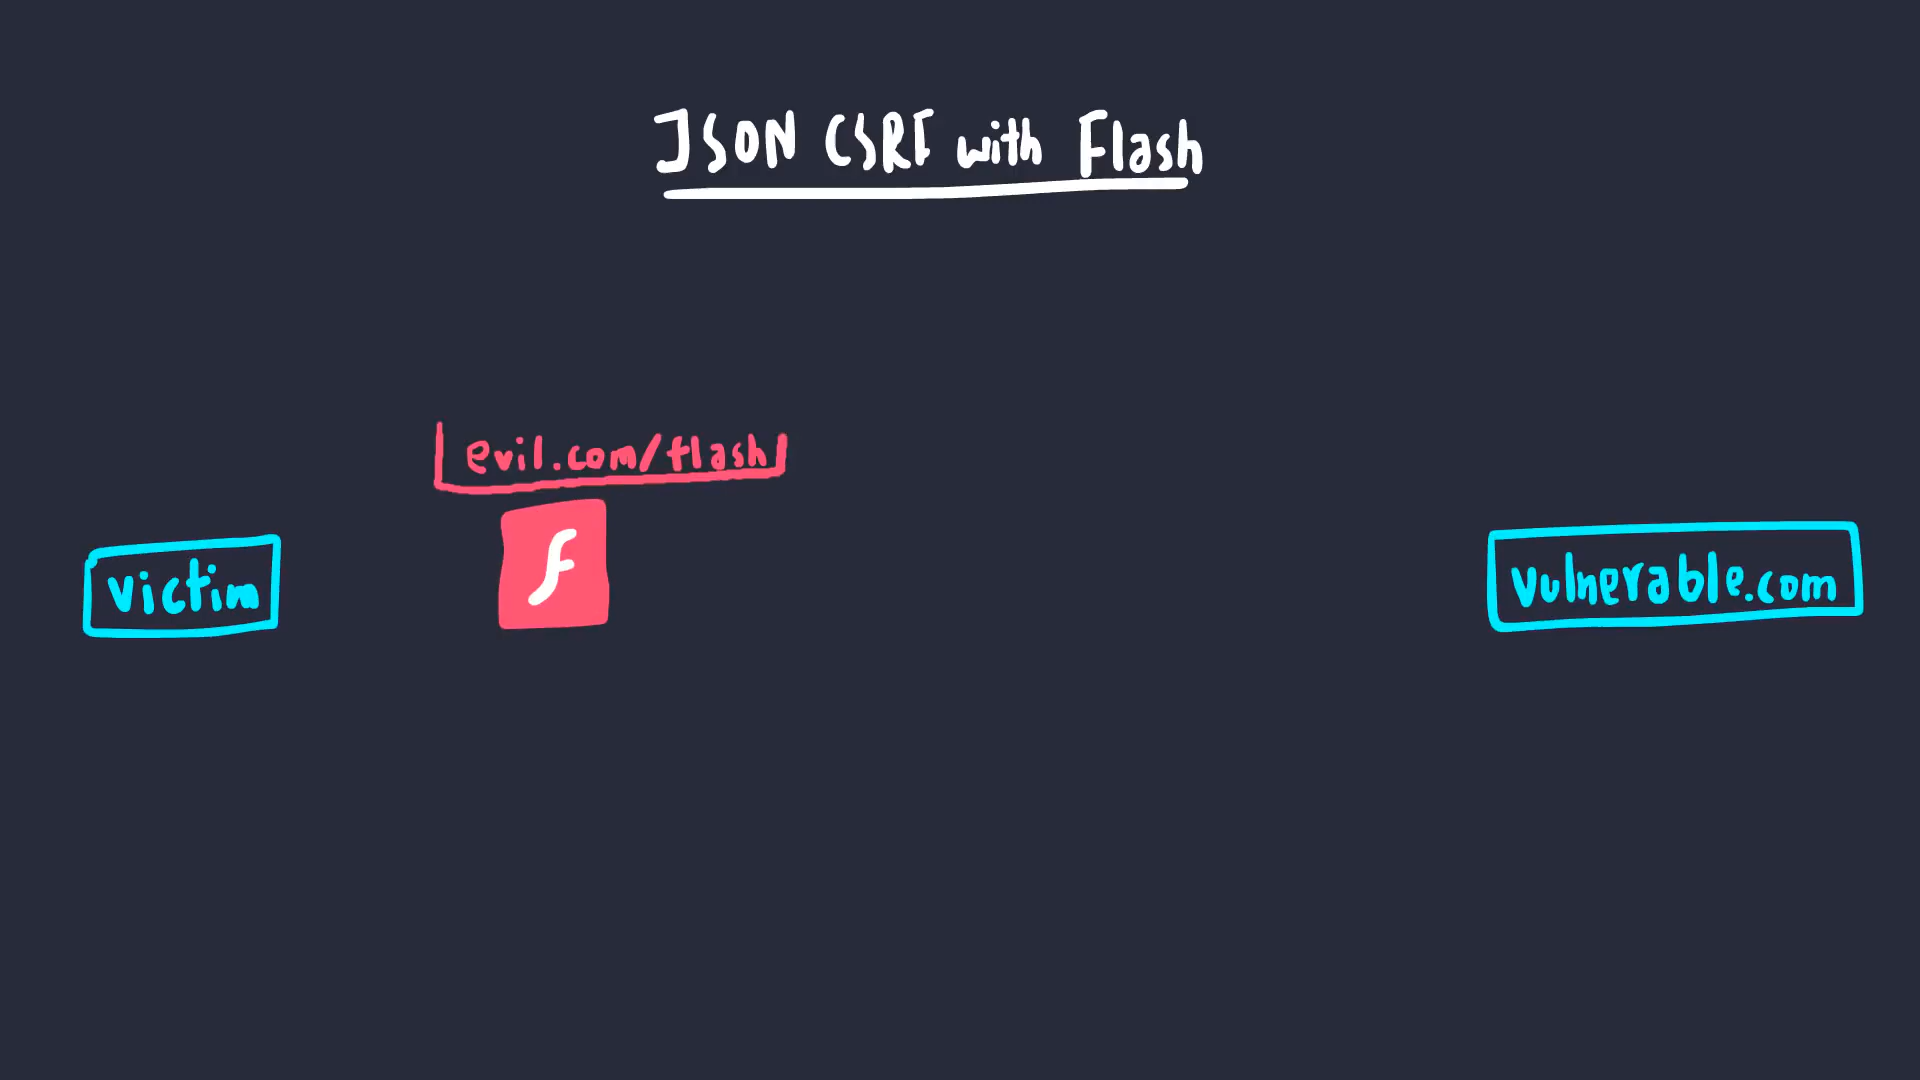 JSON CSRF with Flash
evil.com/flash
f
victim
vulnerable.com